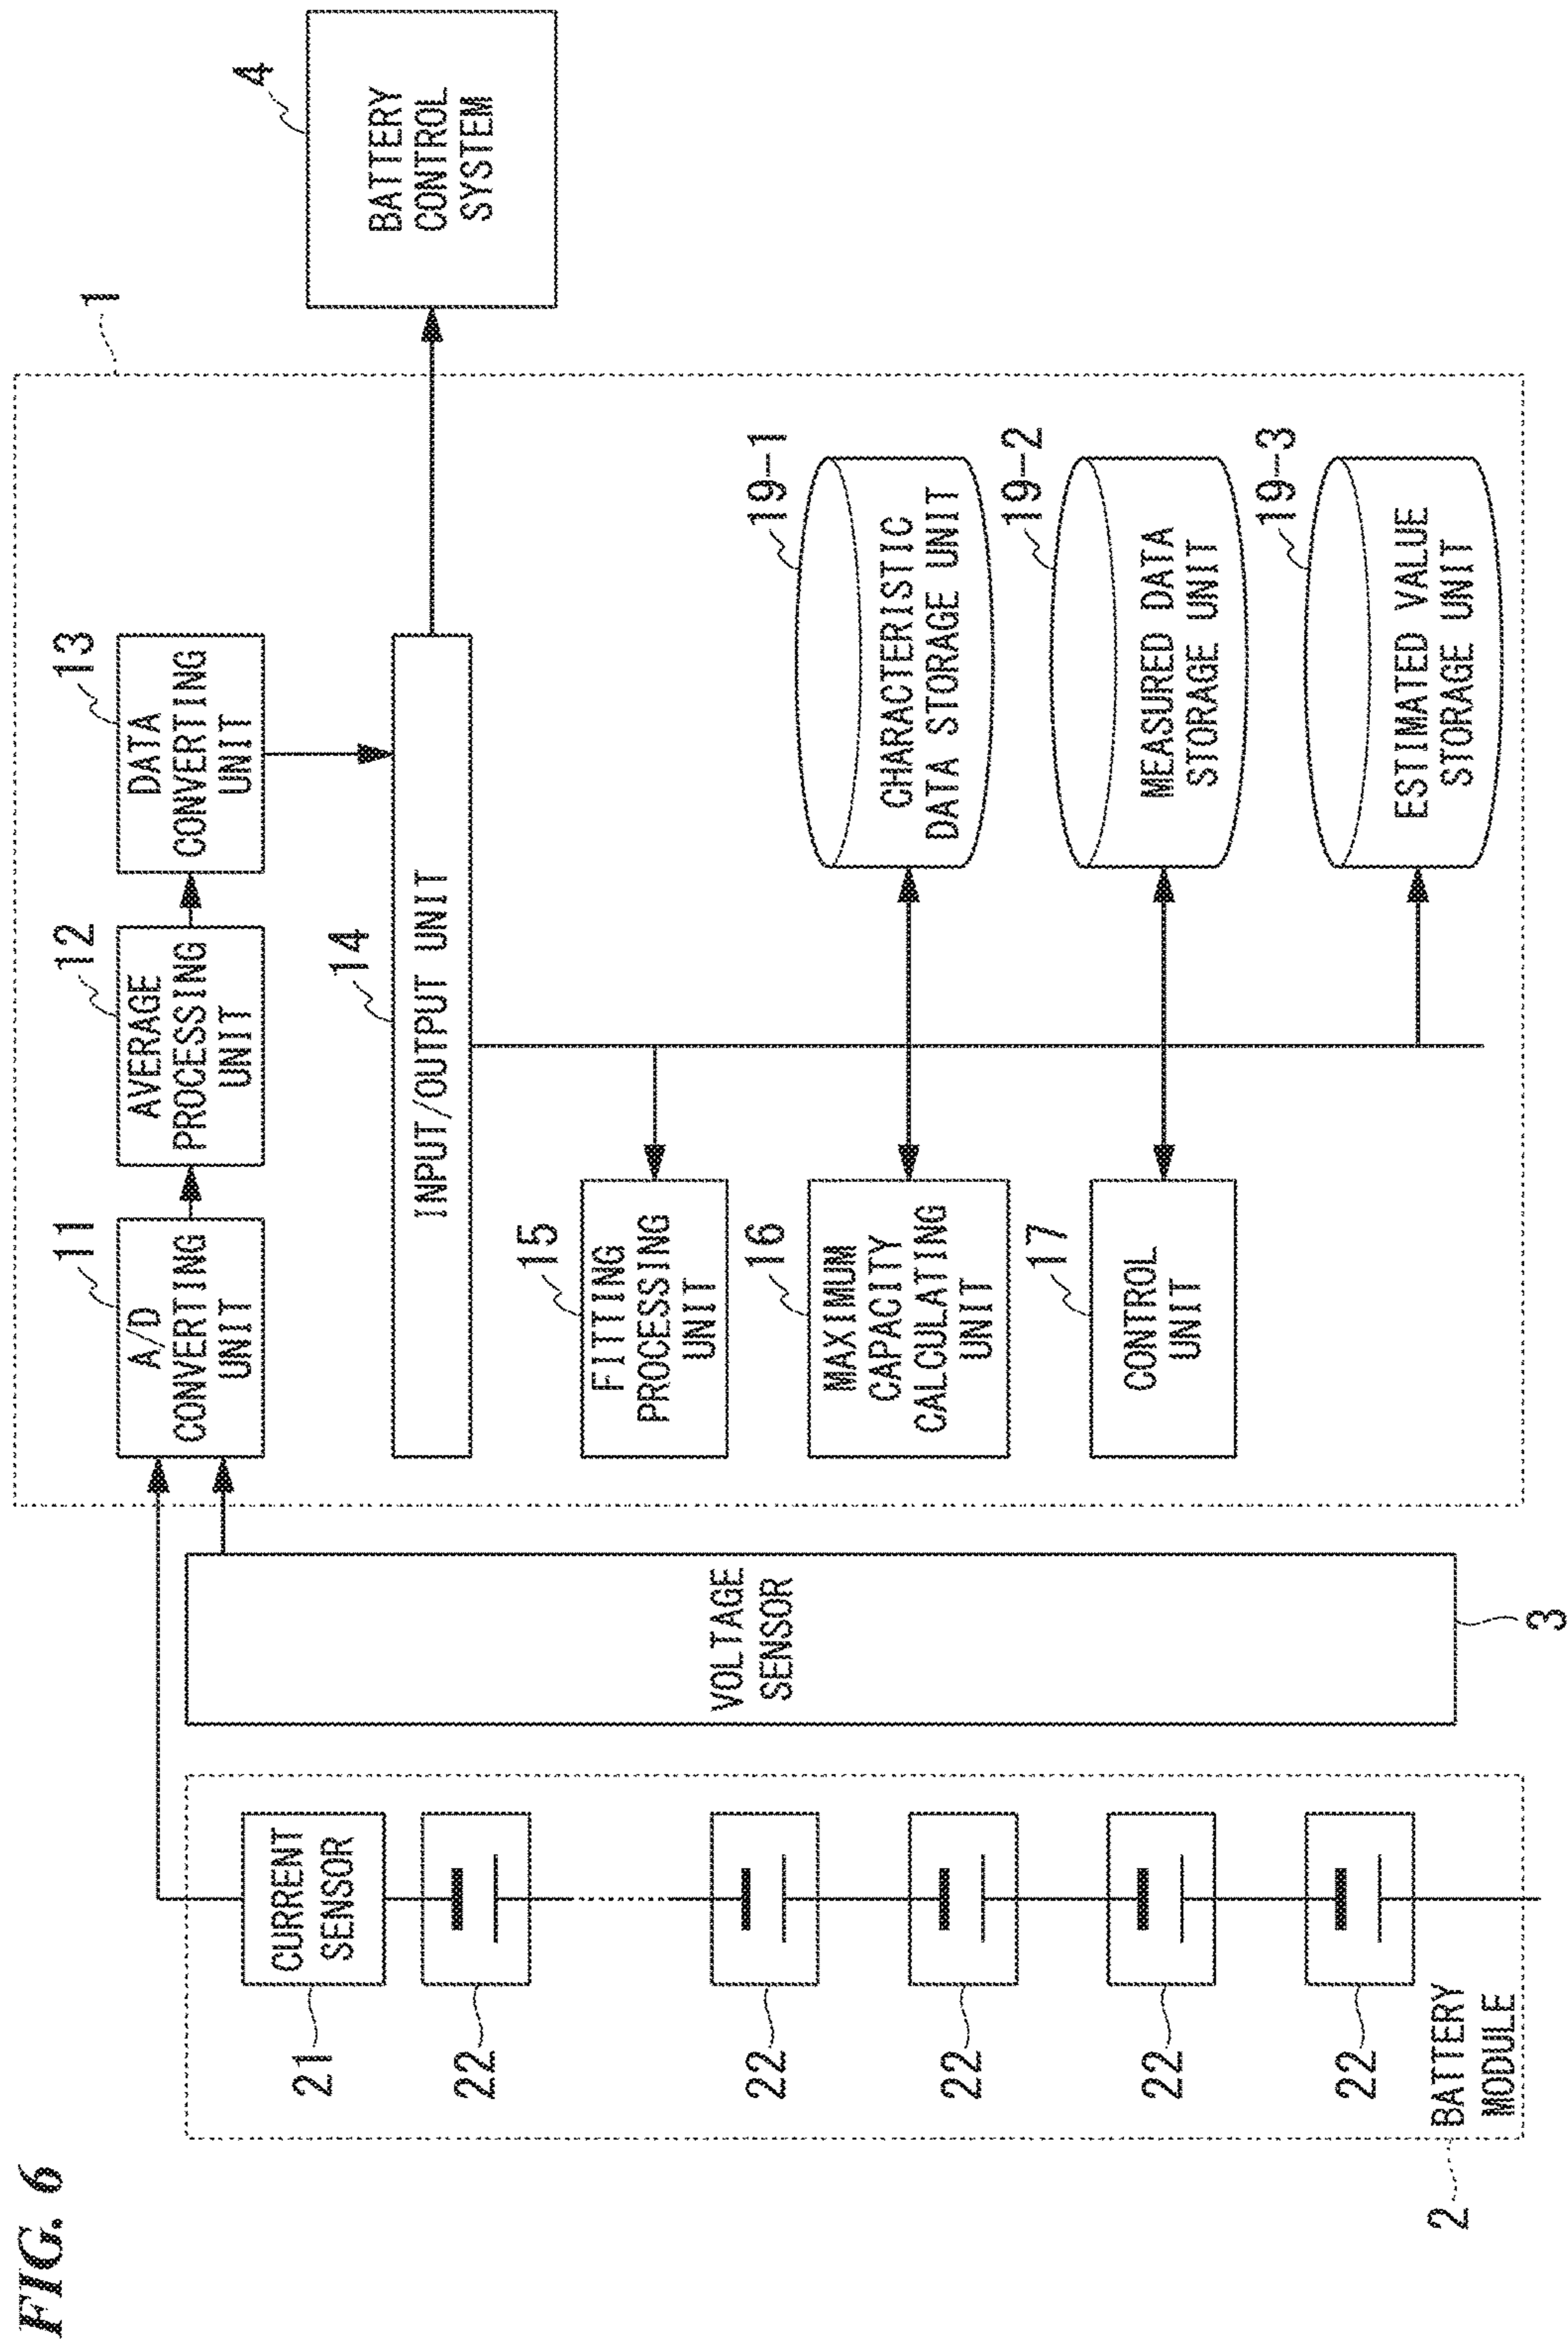 FIG. 6
2
BATTERY
MODULE
21
CURRENT
SENSOR
22
22
22
22
22
VOLTAGE
SENSOR
3
1
11
A/D
CONVERTING
UNIT
12
AVERAGE
PROCESSING
UNIT
13
DATA
CONVERTING
UNIT
14
INPUT/OUTPUT UNIT
15
FITTING
PROCESSING
UNIT
16
MAXIMUM
CAPACITY
CALCULATING
UNIT
17
CONTROL
UNIT
19-1
CHARACTERISTIC
DATA STORAGE UNIT
19-2
MEASURED DATA
STORAGE UNIT
19-3
ESTIMATED VALUE
STORAGE UNIT
4
BATTERY
CONTROL
SYSTEM